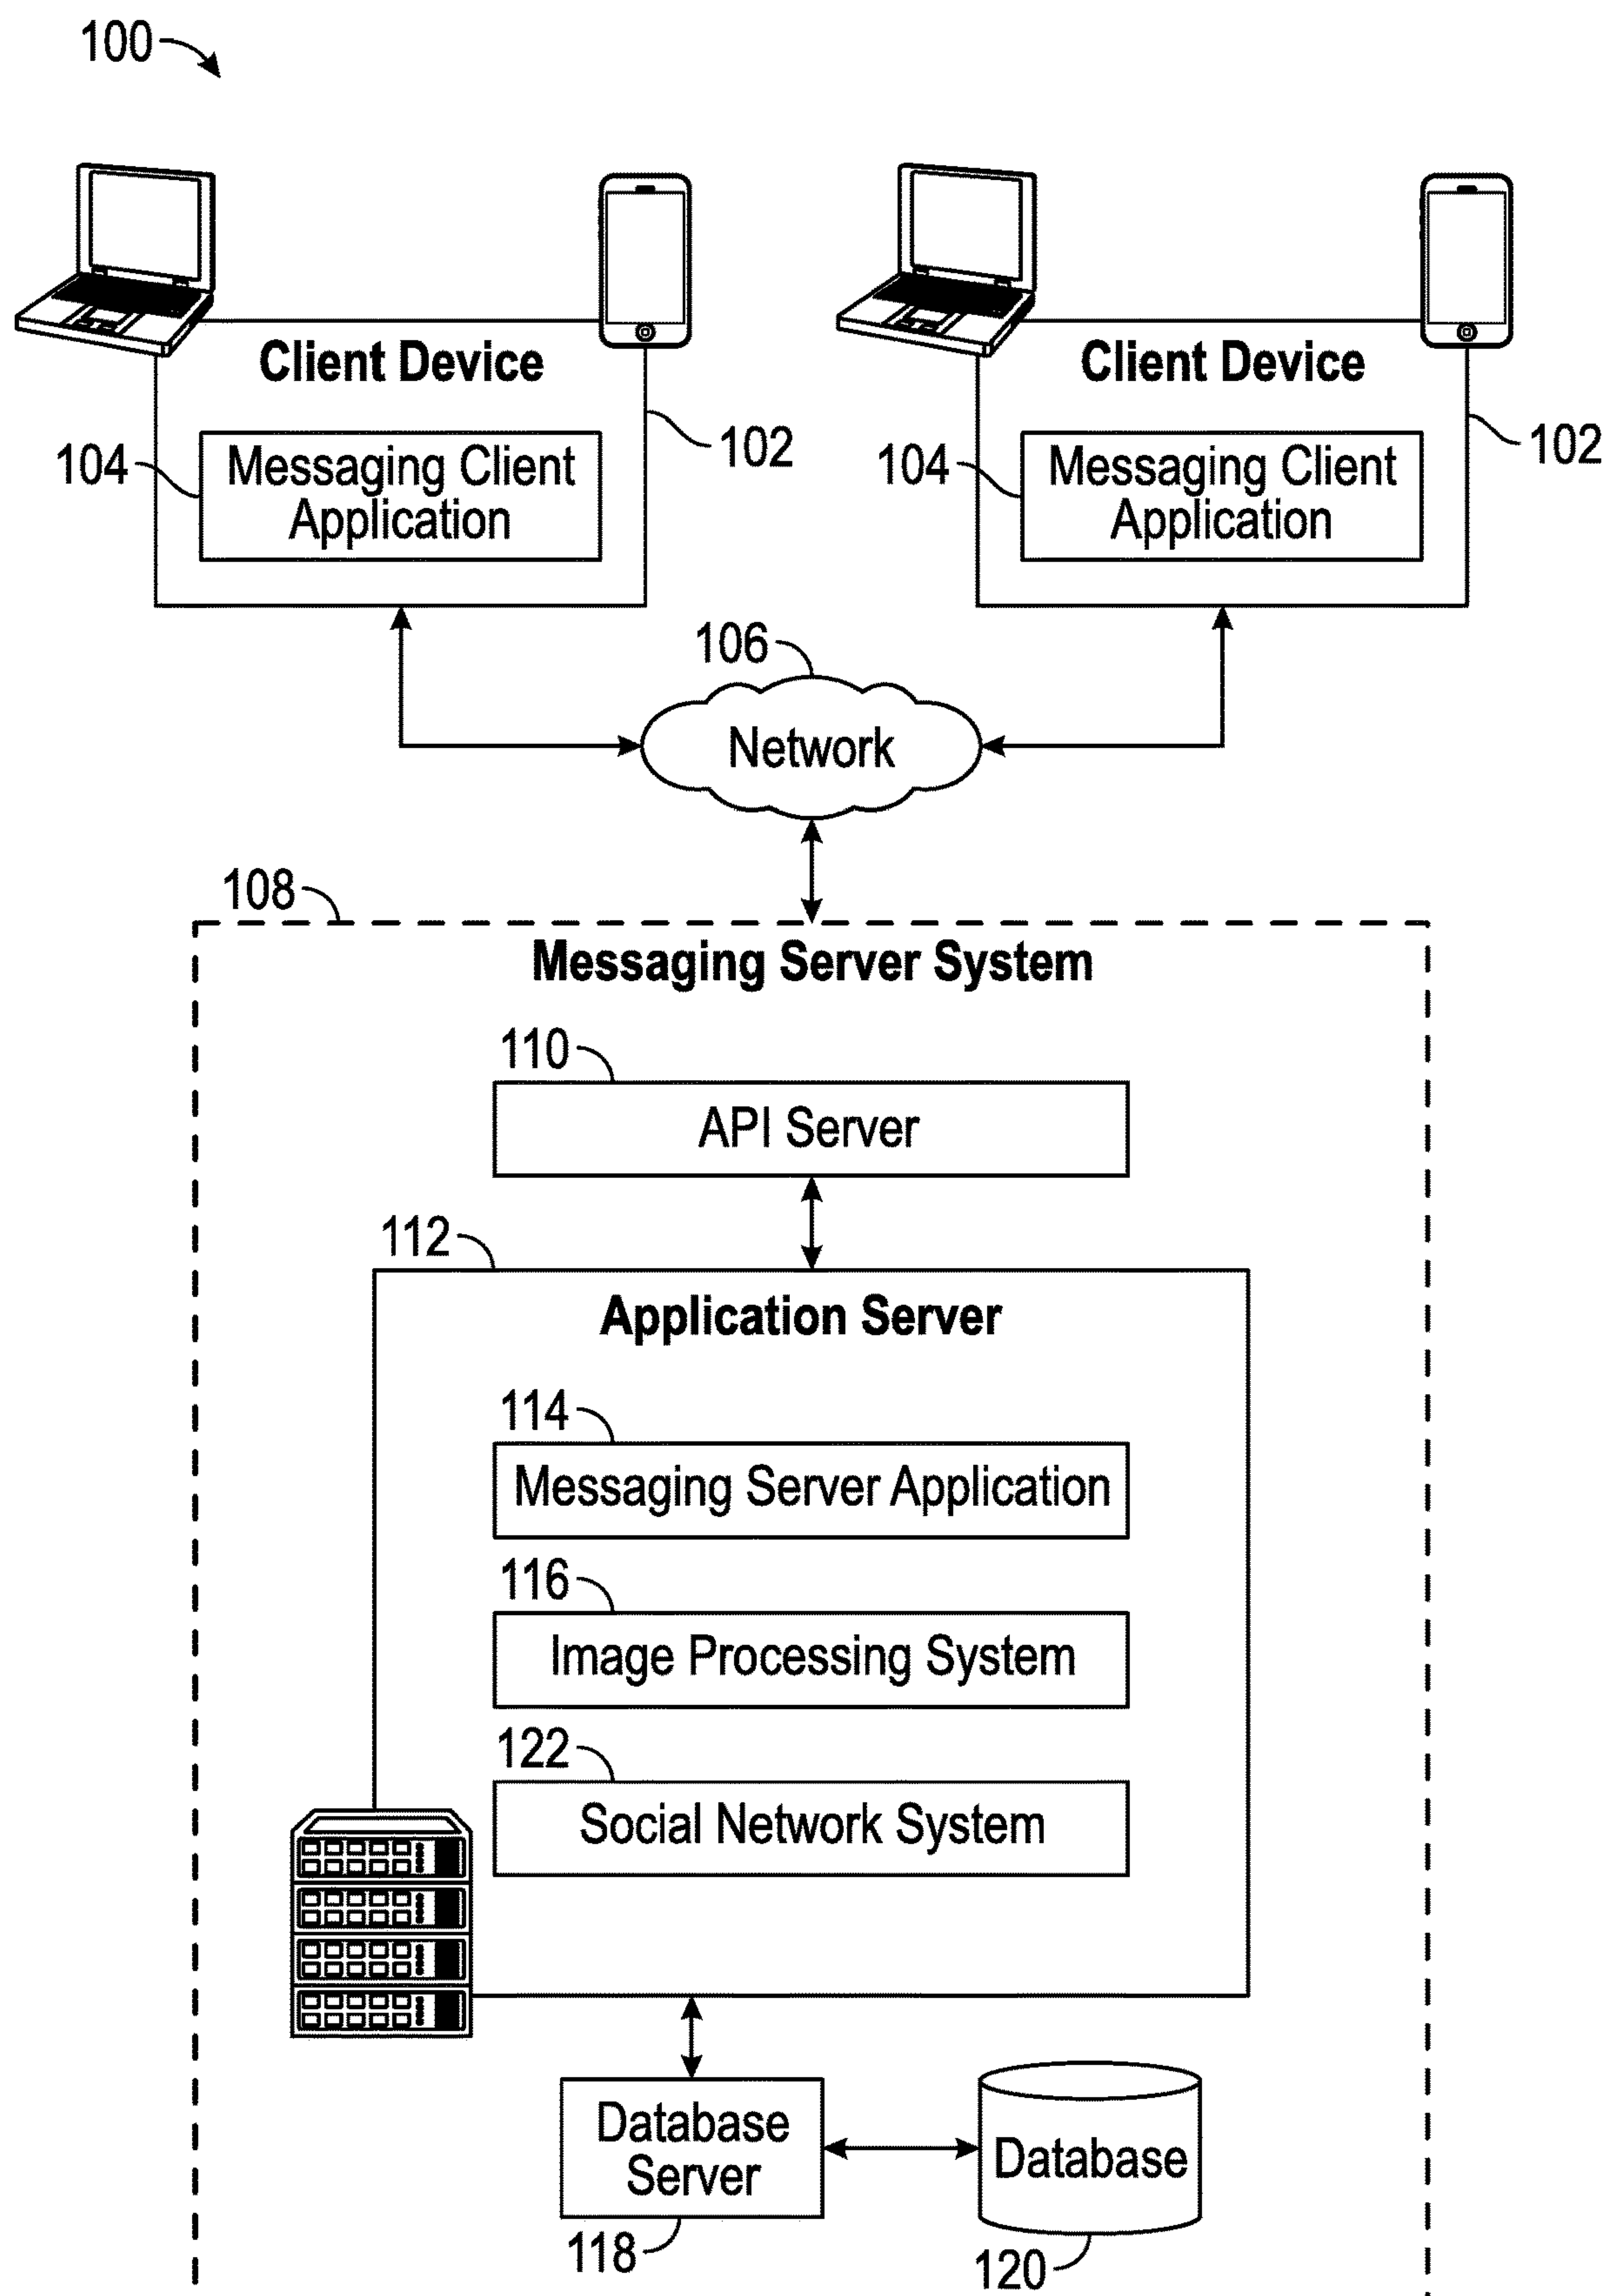 100
Client Device
Client Device
104
Messaging Client
Application
102
104
Messaging Client
Application
102
106
Network
108
Messaging Server System
110
API Server
112
Application Server
114
Messaging Server Application
116
Image Processing System
122
Social Network System
Database
Server
118
Database
120